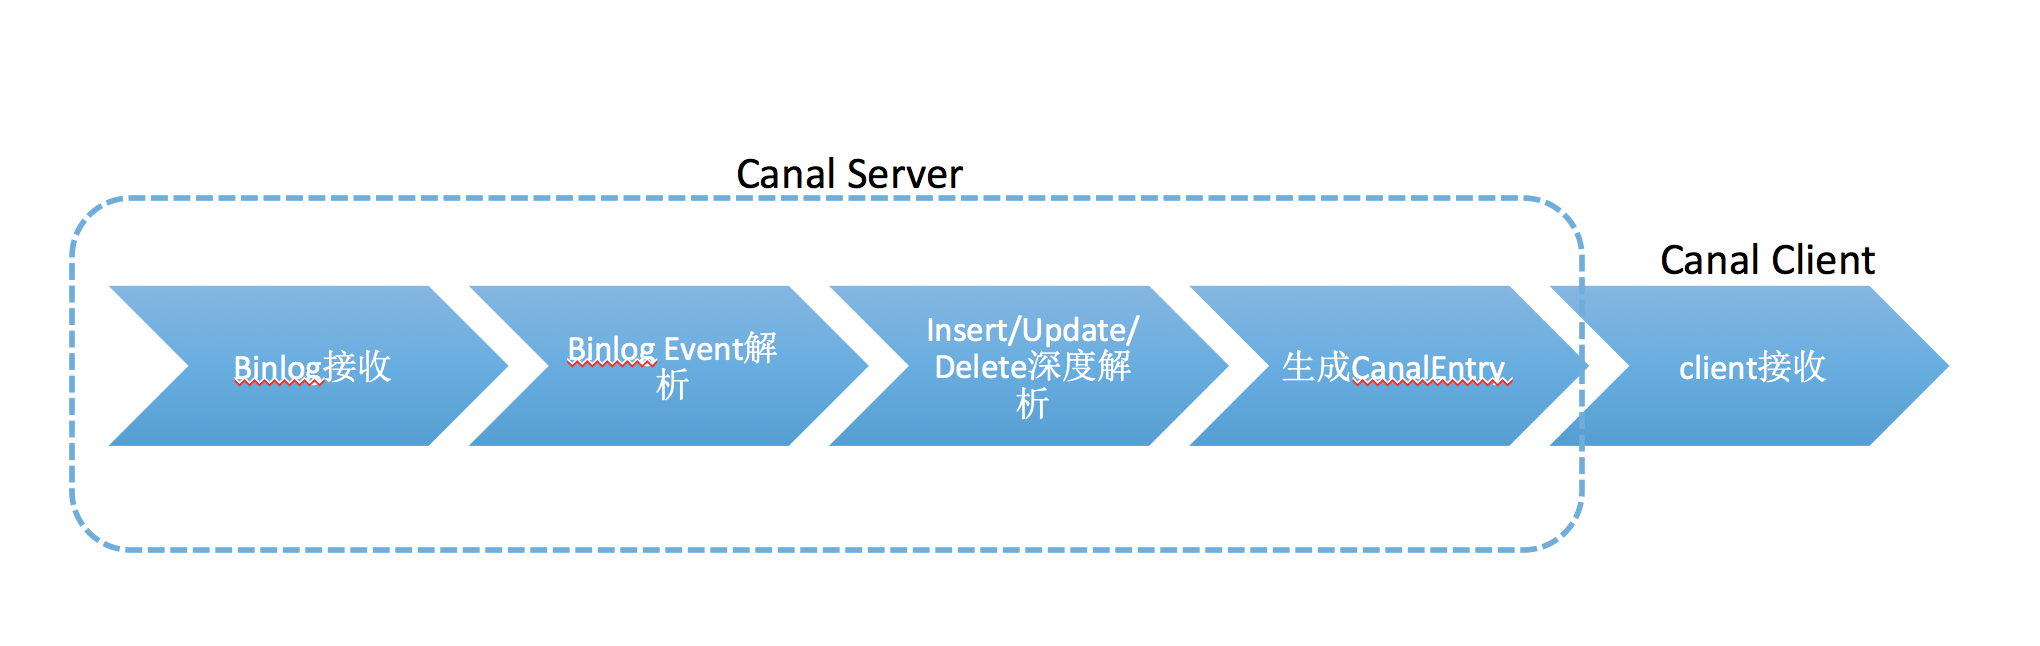 Canal Server
Canal Client
Binlog接收
Binlog Event解
析
Insert/Update/
Delete深度解
析
生成CanalEntry
client接收